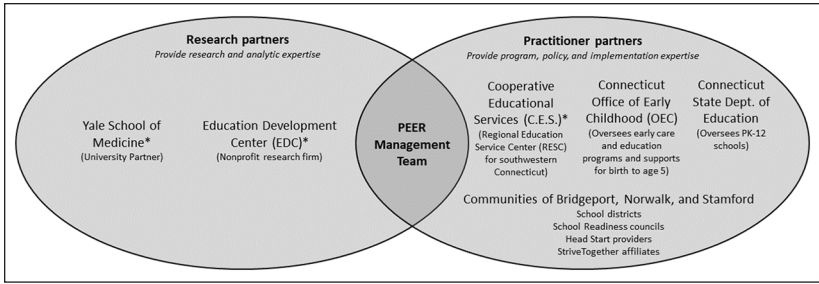 Research partners
Provide research and analytic expertise
Yale School of
Medicine*
(University Partner)
Education Development
Center (EDC)*
(Nonprofit research firm)
PEER
Management
Team
Practitioner partners
Provide program, policy, and implementation expertise
Cooperative
Educational
Services (C.E.S.)*
(Regional Education
Service Center (RESC)
for southwestern
Connecticut)
Connecticut
Office of Early
Childhood (OEC)
(Oversees early care
and education
programs and supports
for birth to age 5)
Connecticut
State Dept. of
Education
(Oversees PK-12
schools)
Communities of Bridgeport, Norwalk, and Stamford
School districts
School Readiness councils
Head Start providers
StriveTogether affiliates